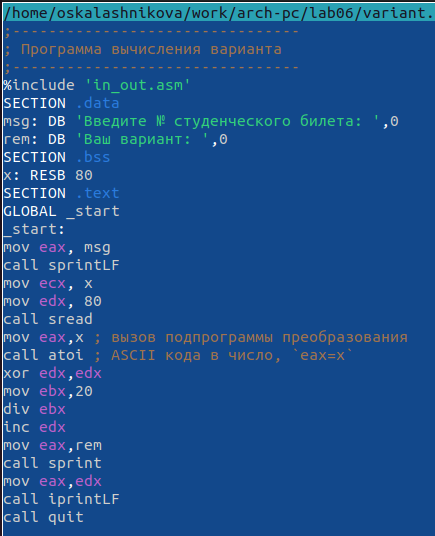 /home/oskalashnikova/work/arch-pc/lab06/variant.
;--------------------------------
; Программа вычисления варианта
;--------------------------------
%include 'in_out.asm'
SECTION .data
msg: DB 'Введите № студенческого билета: ',0
rem: DB 'Ваш вариант: ',0
SECTION .bss
x: RESB 80
SECTION .text
GLOBAL _start
_start:
mov eax, msg
call sprintLF
mov ecx, x
mov edx, 80
call sread
mov eax,x ; вызов подпрограммы преобразования
call atoi ; ASCII кода в число, `eax=x`
xor edx,edx
mov ebx,20
div ebx
inc edx
mov eax,rem
call sprint
mov eax,edx
call iprintLF
call quit